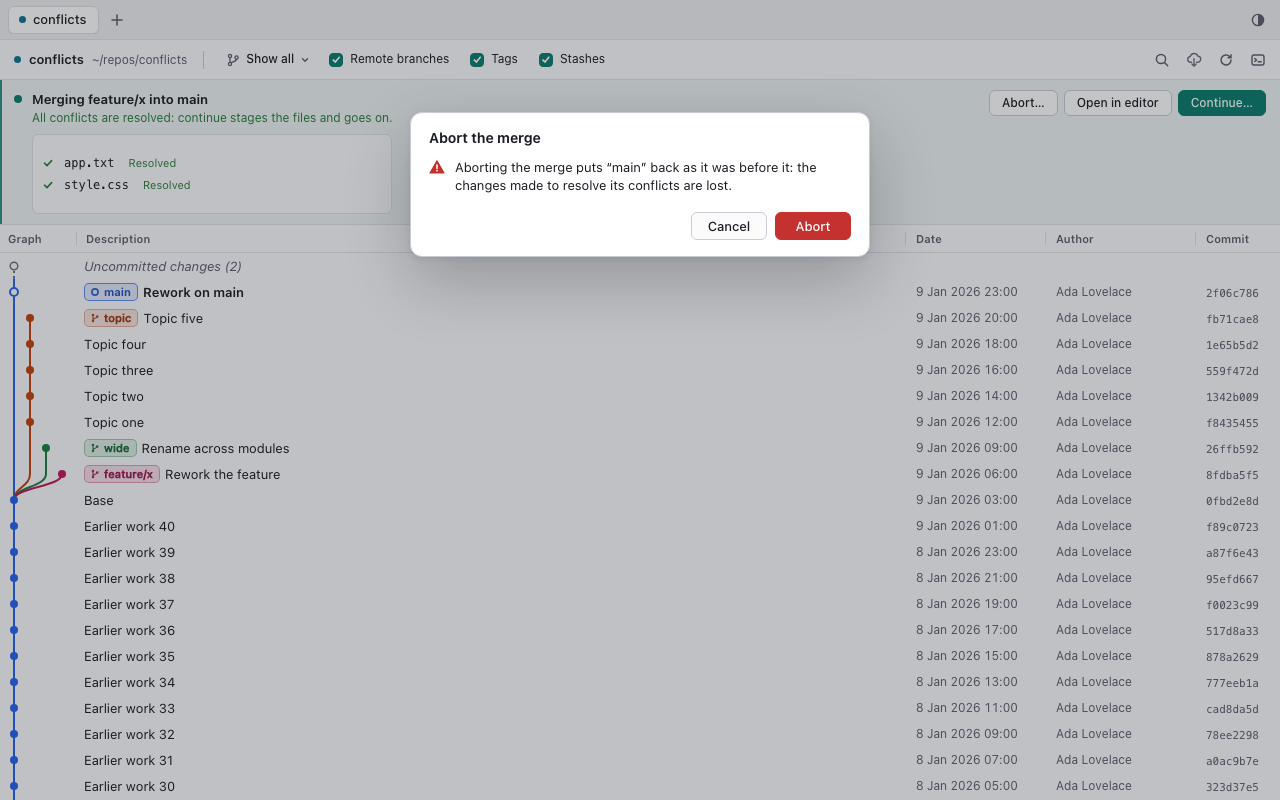 conflicts
conflicts ~/repos/conflicts Show all Remote branches Tags Stashes
Merging feature/x into main
All conflicts are resolved: continue stages the files and goes on.
Abort... Open in editor Continue...
app.txt Resolved
style.css Resolved
Abort the merge
Aborting the merge puts “main” back as it was before it: the
changes made to resolve its conflicts are lost.
Cancel Abort
Graph Description Date Author Commit
Uncommitted changes (2)
main Rework on main 9 Jan 2026 23:00 Ada Lovelace 2f06c786
topic Topic five 9 Jan 2026 20:00 Ada Lovelace fb71cae8
Topic four 9 Jan 2026 18:00 Ada Lovelace 1e65b5d2
Topic three 9 Jan 2026 16:00 Ada Lovelace 559f472d
Topic two 9 Jan 2026 14:00 Ada Lovelace 1342b009
Topic one 9 Jan 2026 12:00 Ada Lovelace f8435455
wide Rename across modules 9 Jan 2026 09:00 Ada Lovelace 26ffb592
feature/x Rework the feature 9 Jan 2026 06:00 Ada Lovelace 8fdba5f5
Base 9 Jan 2026 03:00 Ada Lovelace 0fbd2e8d
Earlier work 40 9 Jan 2026 01:00 Ada Lovelace f89c0723
Earlier work 39 8 Jan 2026 23:00 Ada Lovelace a87f6e43
Earlier work 38 8 Jan 2026 21:00 Ada Lovelace 95efd667
Earlier work 37 8 Jan 2026 19:00 Ada Lovelace f0023c99
Earlier work 36 8 Jan 2026 17:00 Ada Lovelace 517d8a33
Earlier work 35 8 Jan 2026 15:00 Ada Lovelace 878a2629
Earlier work 34 8 Jan 2026 13:00 Ada Lovelace 777eeb1a
Earlier work 33 8 Jan 2026 11:00 Ada Lovelace cad8da5d
Earlier work 32 8 Jan 2026 09:00 Ada Lovelace 78ee2298
Earlier work 31 8 Jan 2026 07:00 Ada Lovelace a0ac9b7e
Earlier work 30 8 Jan 2026 05:00 Ada Lovelace 323d37e5